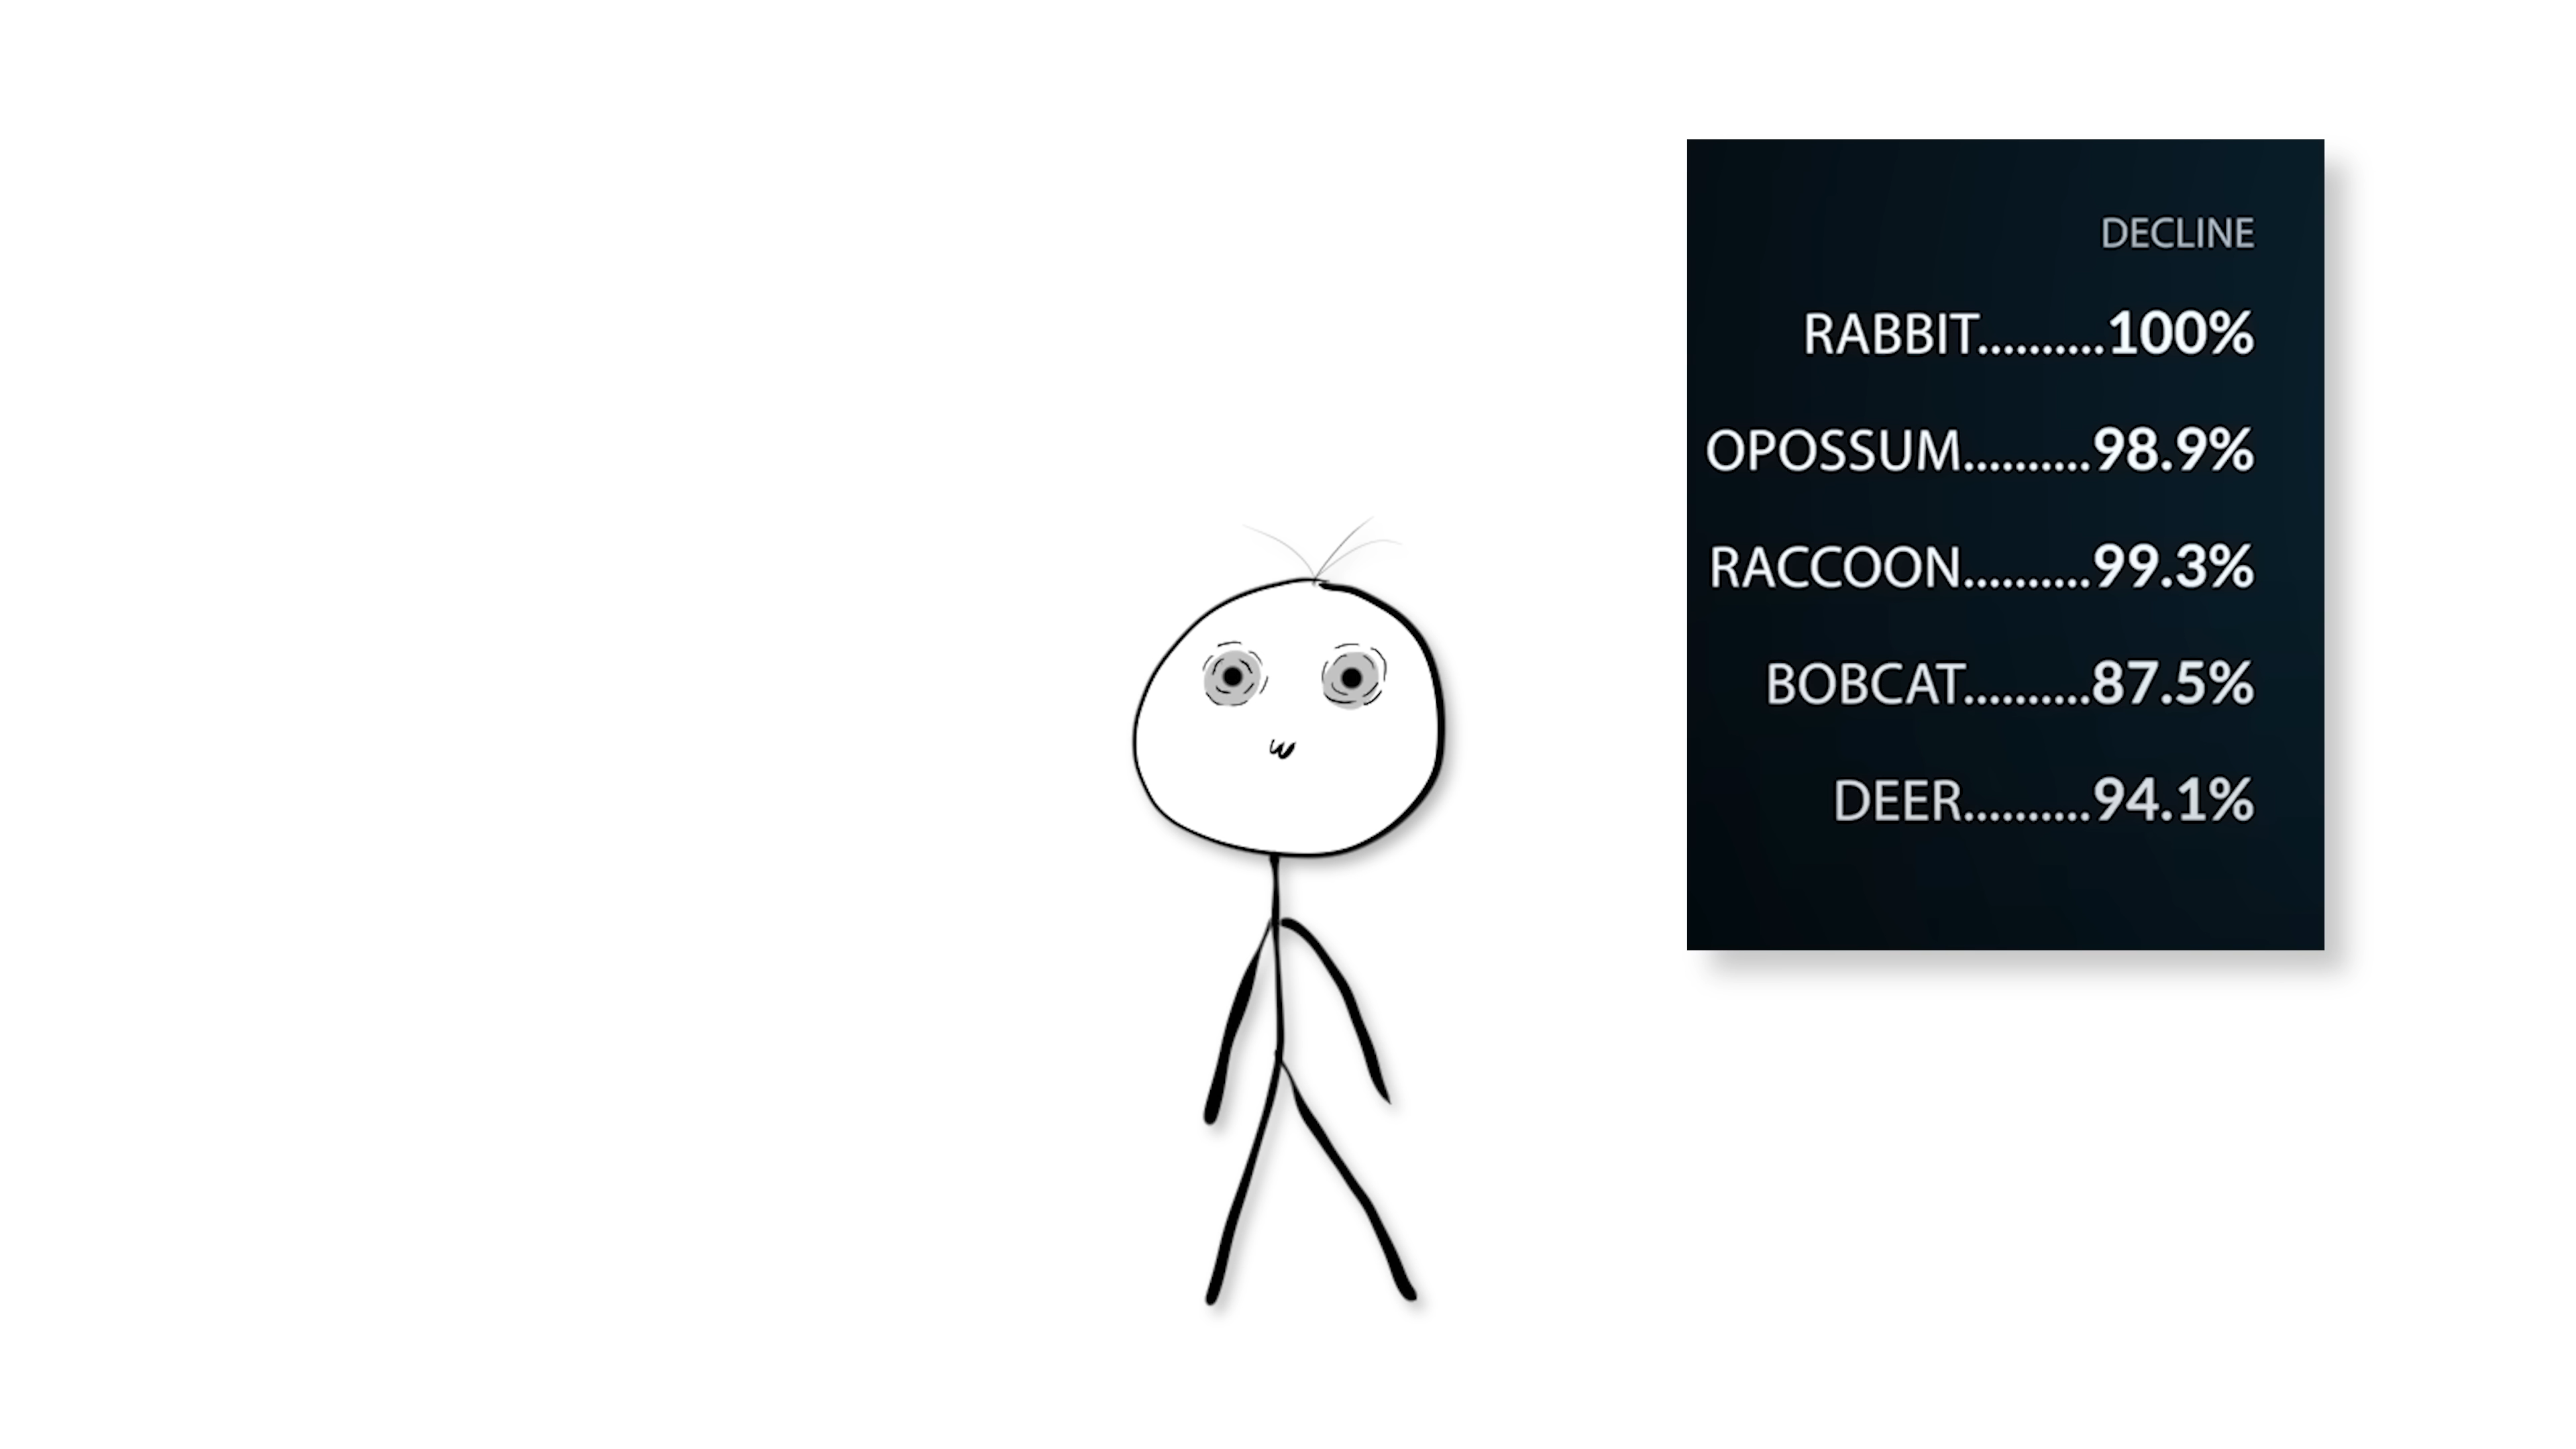 DECLINE
RABBIT..........100%
OPOSSUM..........98.9%
RACCOON..........99.3%
BOBCAT..........87.5%
DEER..........94.1%